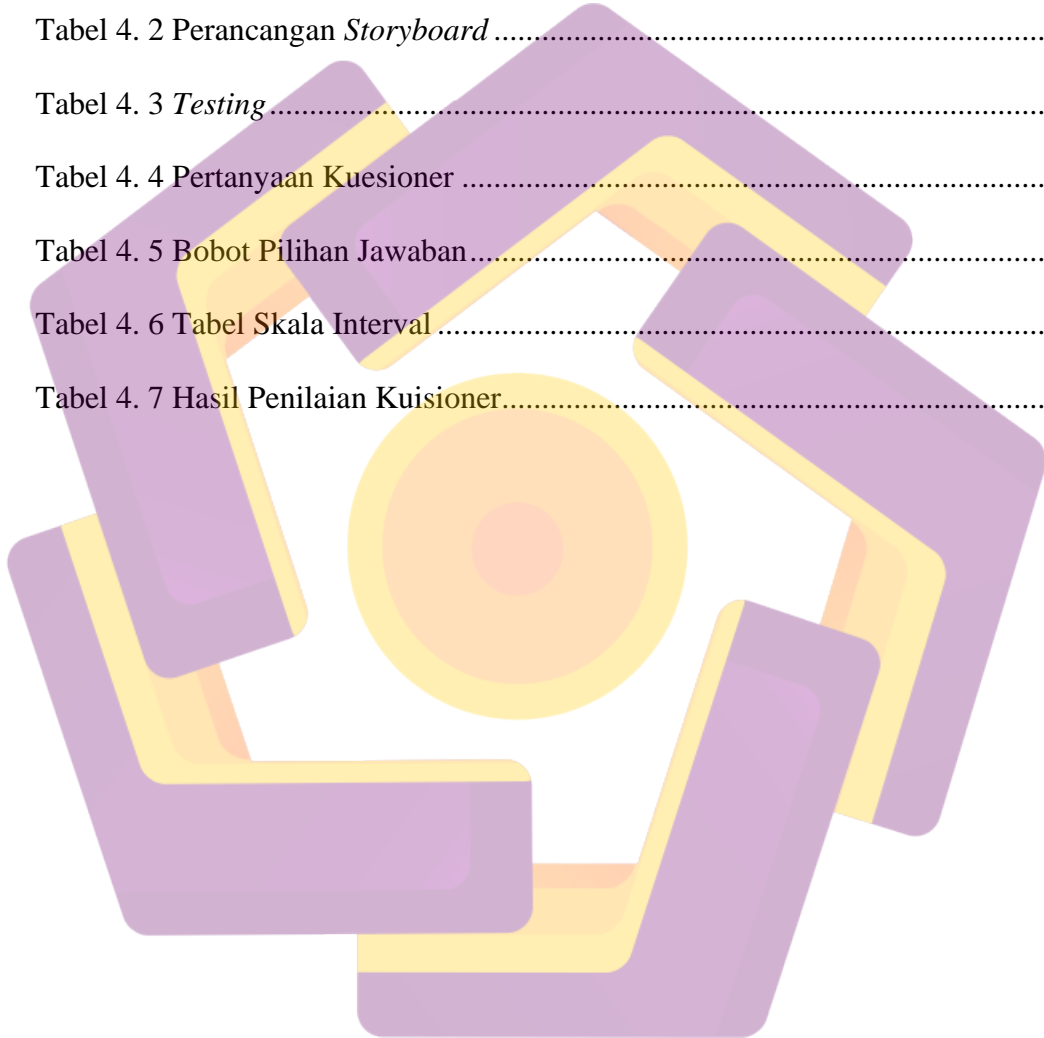 Tabel 4. 2 Perancangan Storyboard ........................................................................
Tabel 4. 3 Testing....................................................................................................
Tabel 4. 4 Pertanyaan Kuesioner ...........................................................................
Tabel 4. 5 Bobot Pilihan Jawaban..........................................................................
Tabel 4. 6 Tabel Skala Interval ..............................................................................
Tabel 4. 7 Hasil Penilaian Kuisioner......................................................................